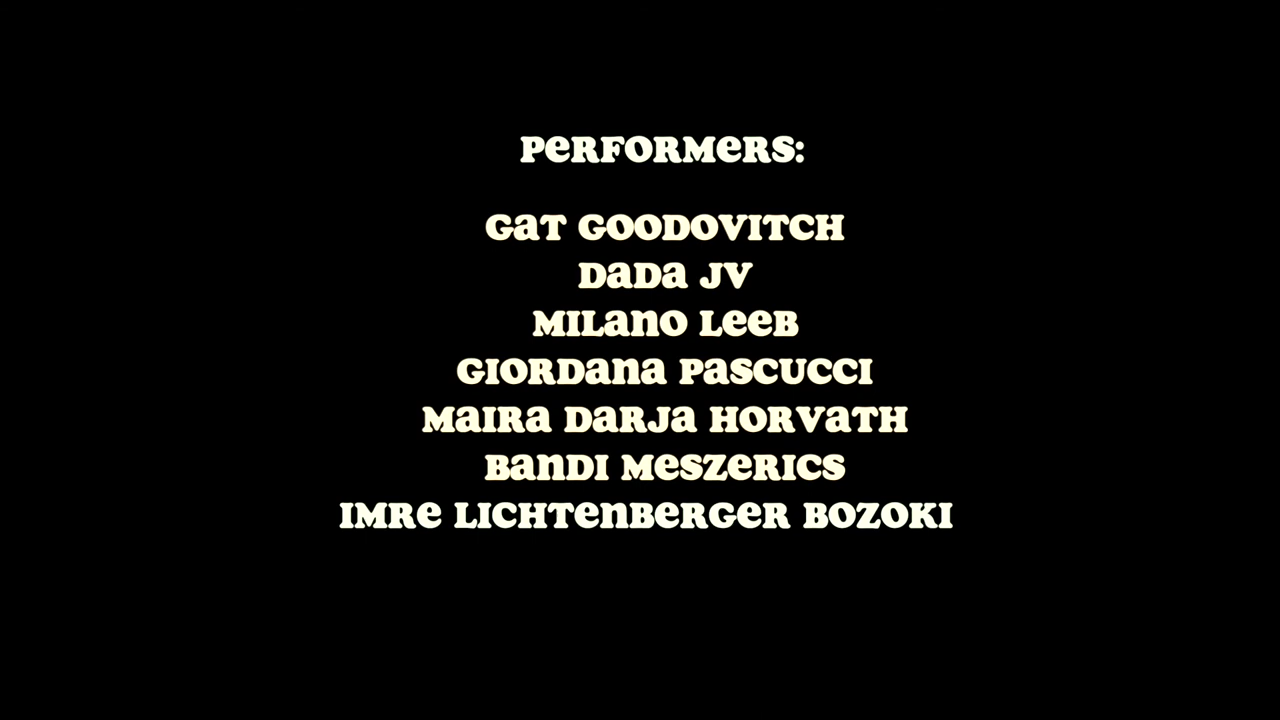 PERFORMERS:
GAT GOODOVITCH
DADA JV
MILANO LEEB
GIORDANA PASCUCCI
MAIRA DARJA HORVATH
BANDI MESZERICS
IMRE LICHTENBERGER BOZOKI